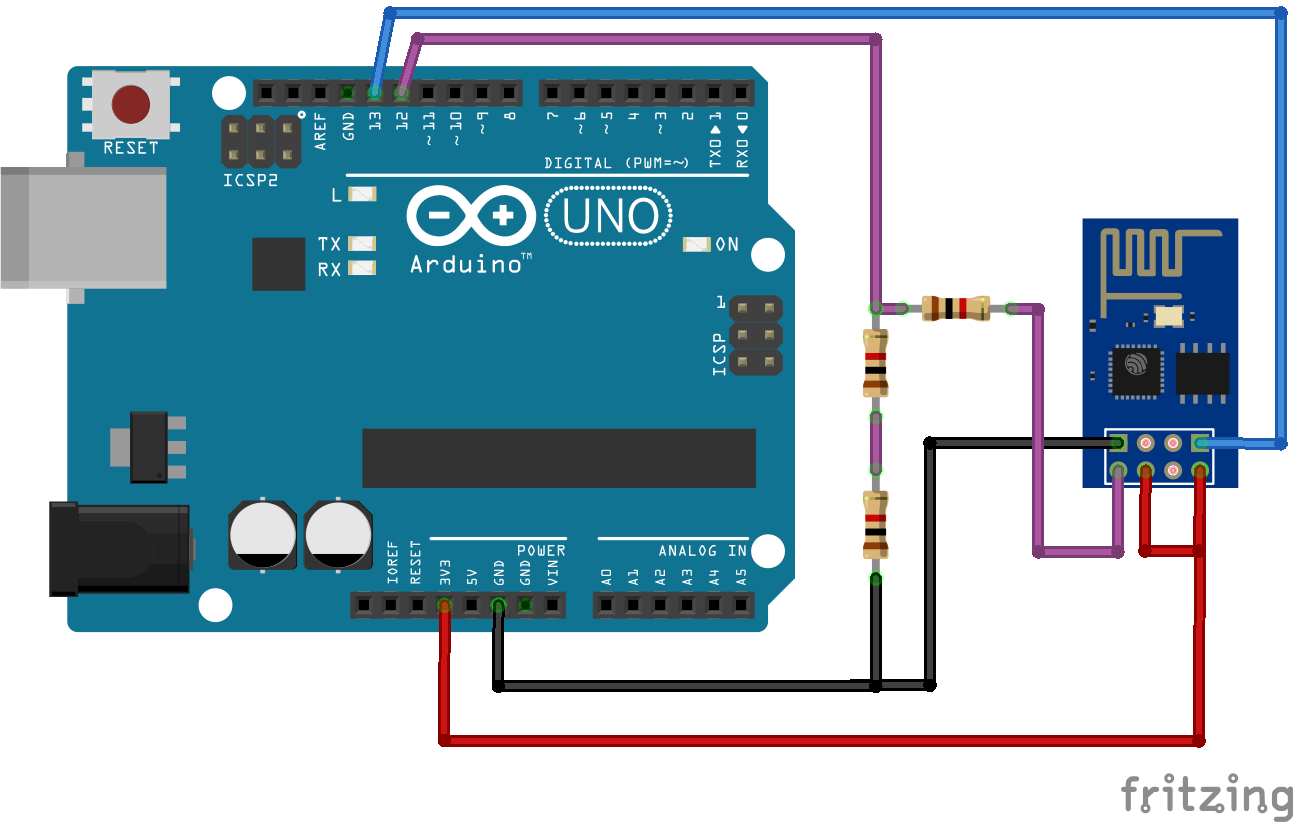 RESET
ICSP2
AREF
GND
13
12
~11
~10
~9
8
7
~6
~5
4
~3
2
TX0▶1
RX0◀0
DIGITAL (PWM=~)
L
TX
RX
UNO
Arduino™
ON
1
ICSP
IOREF
RESET
3V3
5V
GND
GND
VIN
POWER
ANALOG IN
A0
A1
A2
A3
A4
A5
fritzing